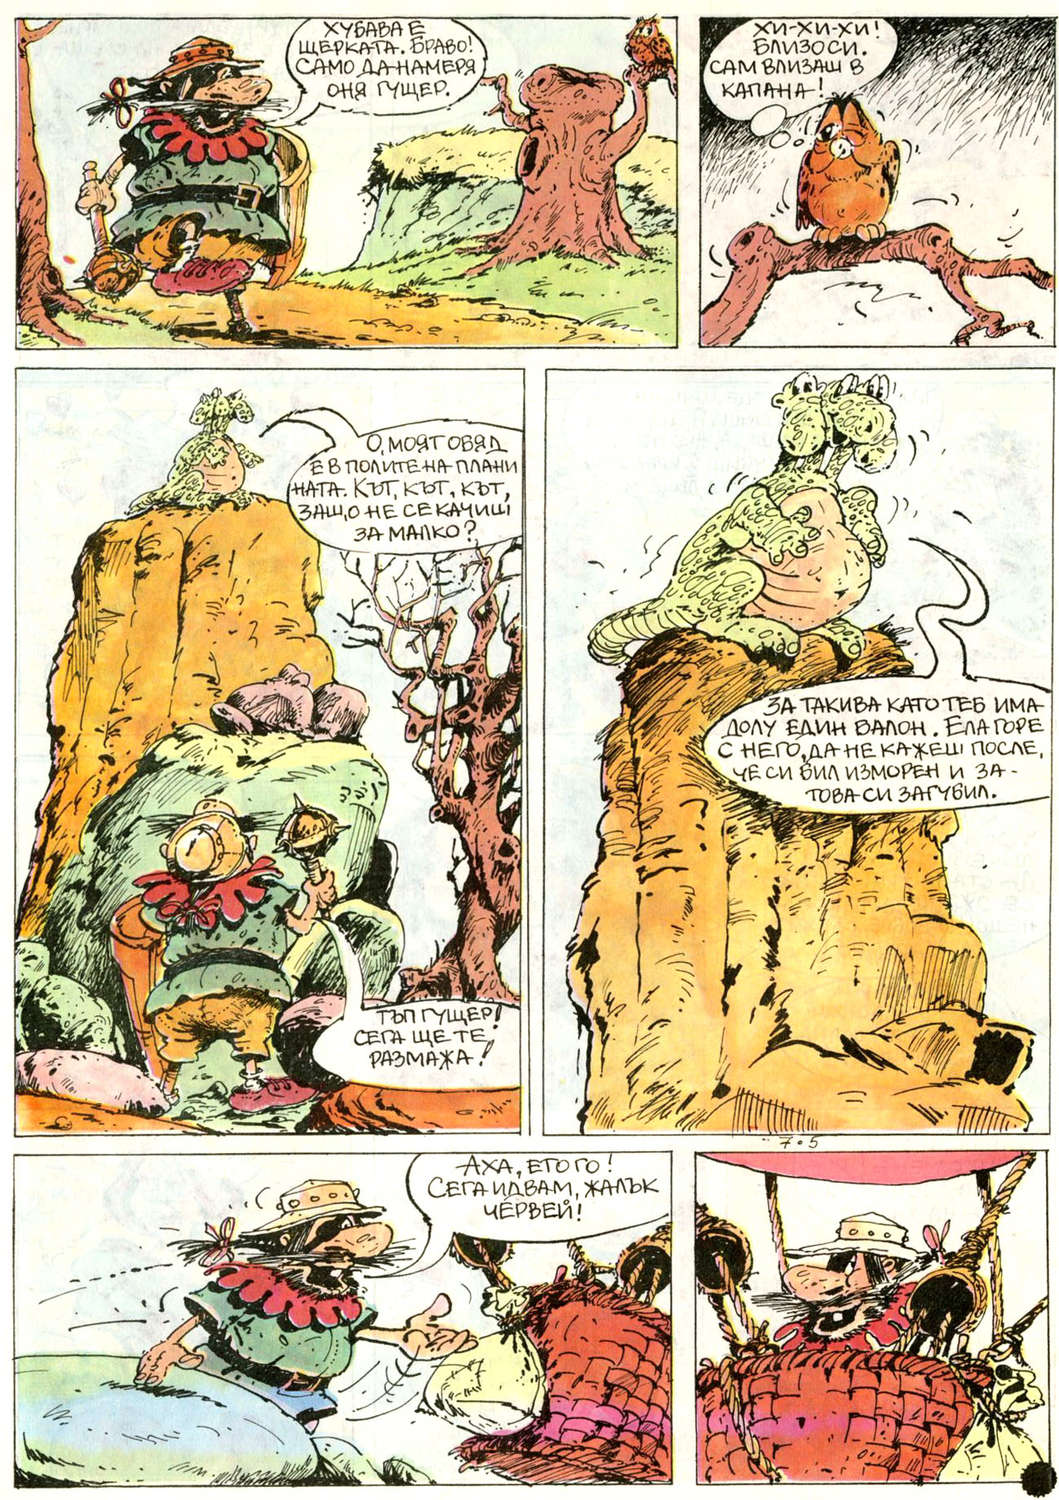 ХУБАВА Е
ЩЕРКАТА. БРАВО!
САМО ДА НАМЕРЯ
ОНЯ ГУЩЕР.
ХИ-ХИ-ХИ!
БЛИЗО СИ.
САМ ВЛИЗАШ В
КАПАНА!
О, МОЯТ ОБЯД
Е В ПОЛИТЕ НА ПЛАНИ
НАТА. КЪТ, КЪТ, КЪТ,
ЗАЩО НЕ СЕ КАЧИШ
ЗА МАЛКО?
ТЪП ГУЩЕР!
СЕГА ЩЕ ТЕ
РАЗМАЖА!
ЗА ТАКИВА КАТО ТЕБ ИМА
ДОЛУ ЕДИН БАЛОН. ЕЛА ГОРЕ
С НЕГО, ДА НЕ КАЖЕШ ПОСЛЕ,
ЧЕ СИ БИЛ ИЗМОРЕН И ЗА-
ТОВА СИ ЗАГУБИЛ.
7·5
АХА, ЕТО ГО!
СЕГА ИДВАМ, ЖАЛЪК
ЧЕРВЕЙ!